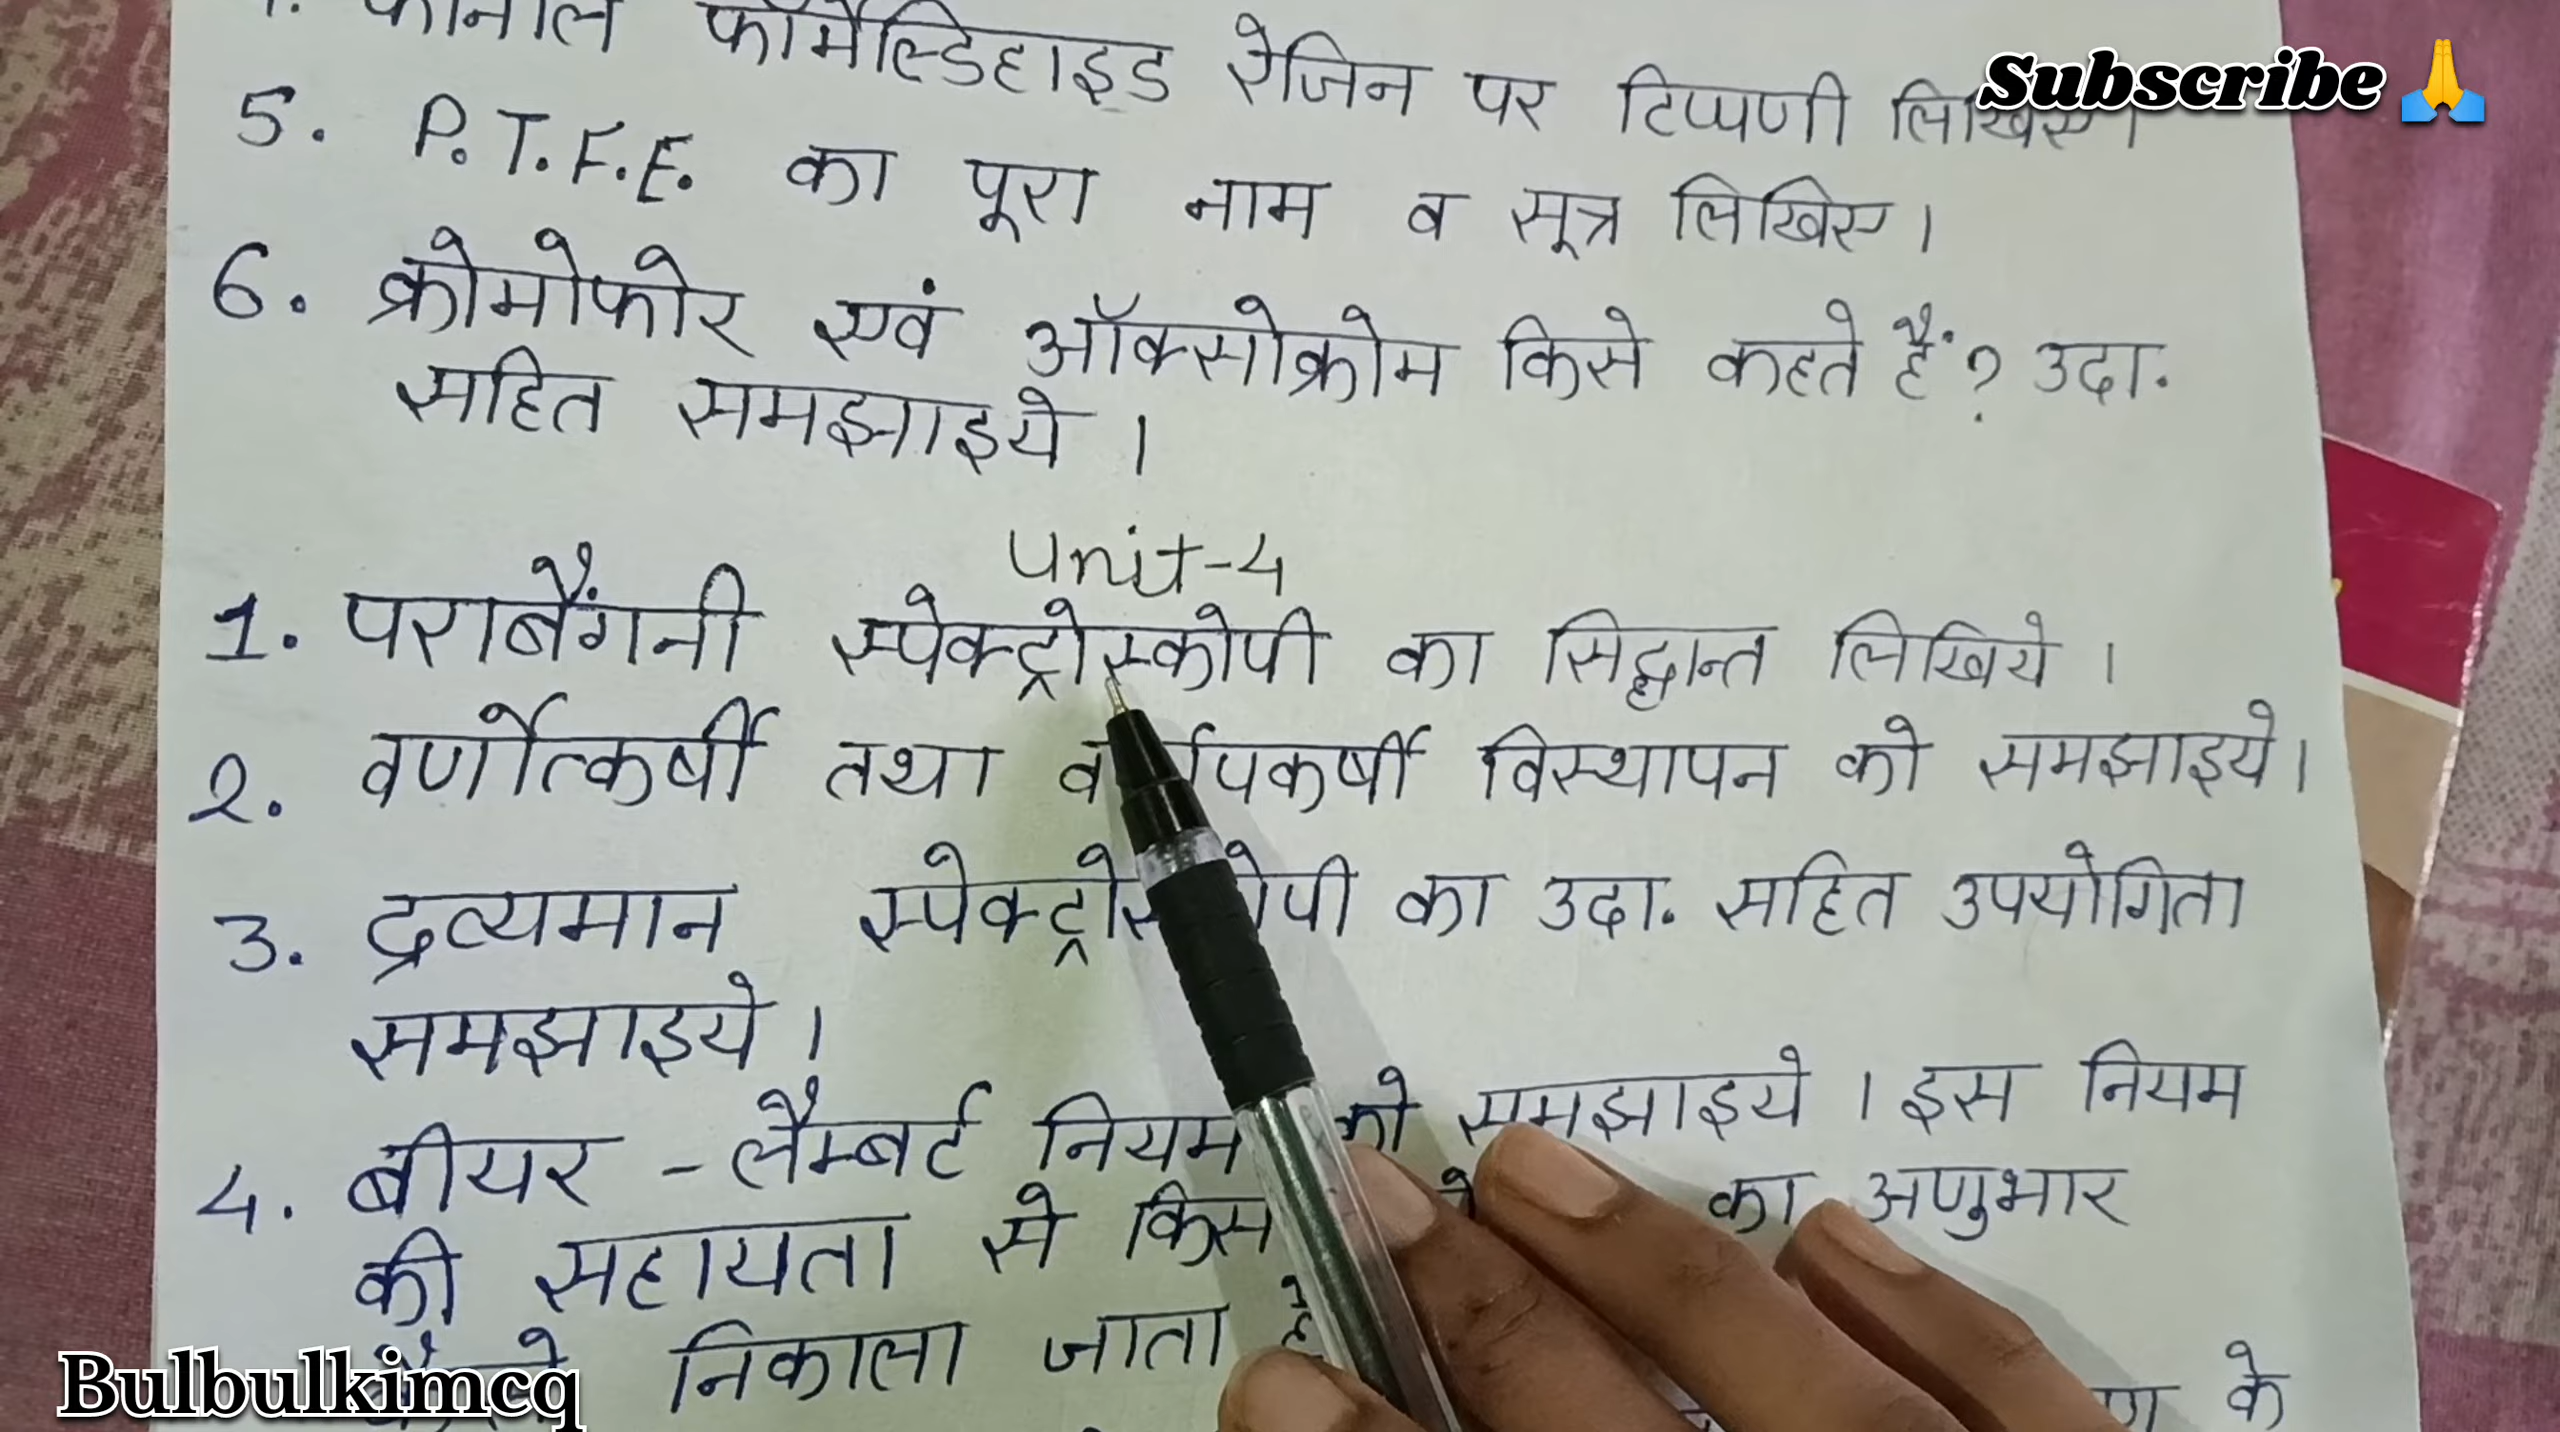 फॉर्मेल्डिहाइड रेजिन पर टिप्पणी लिखिए।
Subscribe 🙏
5. P.T.F.E. का पूरा नाम व सूत्र लिखिए।
6. क्रोमोफोर एवं ऑक्सोक्रोम किसे कहते हैं? उदा.
सहित समझाइये।
Unit-4
1. पराबैंगनी स्पेक्ट्रोस्कोपी का सिद्धान्त लिखिये।
2. वर्णोत्कर्षी तथा विस्थापन को समझाइये।
3. द्रव्यमान स्पेक्ट्रोस्कोपी का उदा. सहित उपयोगिता
समझाइये।
4. बीयर - लैम्बर्ट नियम को समझाइये। इस नियम
की सहायता से किस का अणुभार
निकाला जाता है
के
Bulbulkimcq